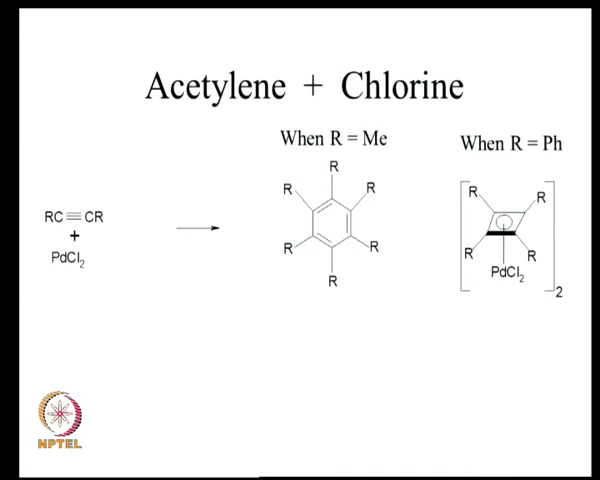 Acetylene + Chlorine
When R = Me
When R = Ph
RC≡CR
+
PdCl2
R
R
R
R
R
R
R
R
R
R
PdCl2
2
NPTEL